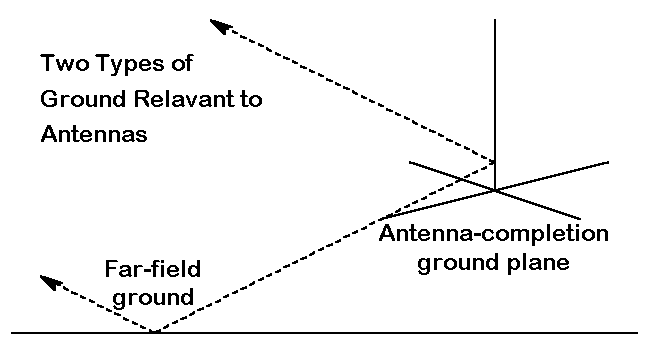 Two Types of
Ground Relavant to
Antennas
Antenna-completion
ground plane
Far-field
ground